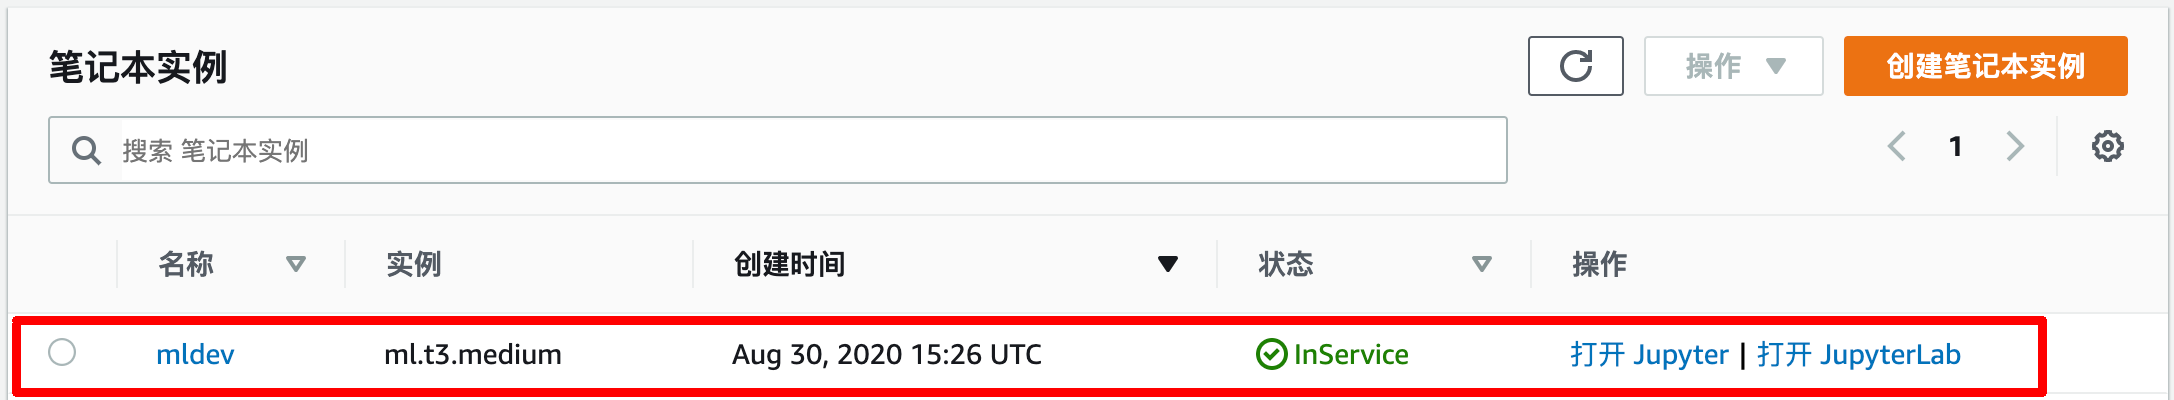 笔记本实例
操作
创建笔记本实例
搜索 笔记本实例
1
名称 实例 创建时间 状态 操作
mldev ml.t3.medium Aug 30, 2020 15:26 UTC InService 打开 Jupyter | 打开 JupyterLab